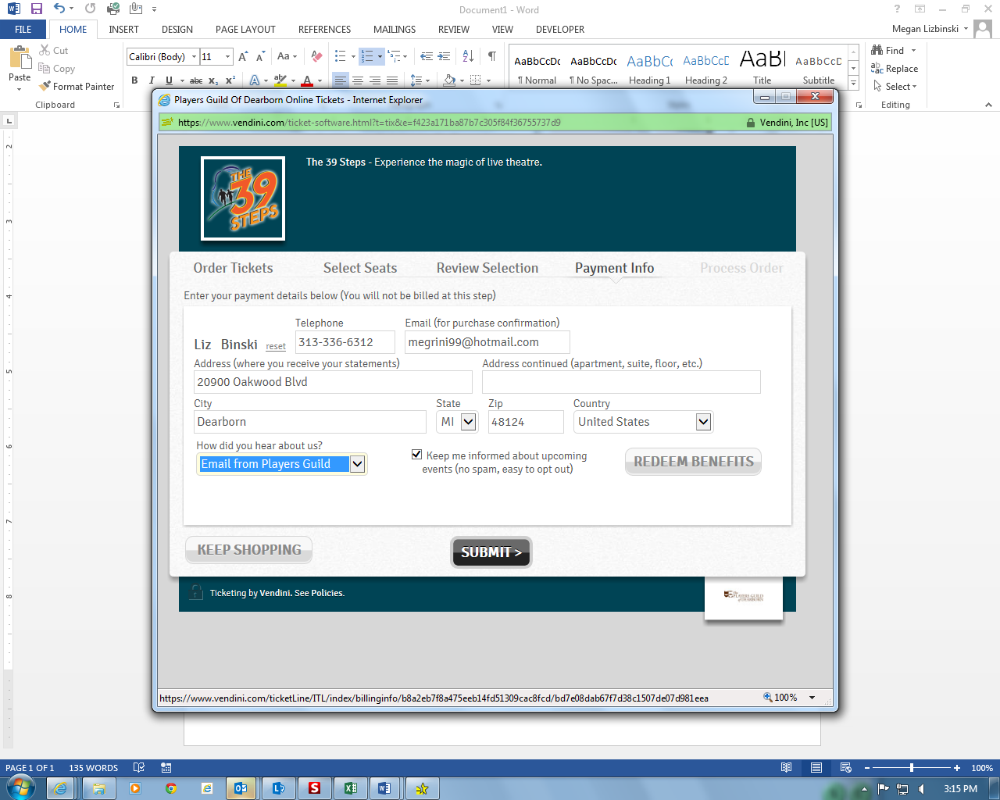 Document1 - Word
FILE HOME INSERT DESIGN PAGE LAYOUT REFERENCES MAILINGS REVIEW VIEW DEVELOPER Megan Lizbinski
Paste
Cut
Copy
Format Painter
Clipboard
Calibri (Body) 11
AaBbCcDc AaBbCcDc AaBbCc AaBbCcD AaBl AaBbCcD
¶ Normal ¶ No Spac... Heading 1 Heading 2 Title Subtitle
Find
Replace
Select
Editing
Players Guild Of Dearborn Online Tickets - Internet Explorer
https://www.vendini.com/ticket-software.html?t=tix&e=f423a171ba87b7c305f84f36755737d9 Vendini, Inc [US]
THE 39 STEPS
The 39 Steps - Experience the magic of live theatre.
Order Tickets Select Seats Review Selection Payment Info Process Order
Enter your payment details below (You will not be billed at this step)
Telephone Email (for purchase confirmation)
Liz Binski reset 313-336-6312 megrini99@hotmail.com
Address (where you receive your statements) Address continued (apartment, suite, floor, etc.)
20900 Oakwood Blvd
City State Zip Country
Dearborn MI 48124 United States
How did you hear about us?
Email from Players Guild
Keep me informed about upcoming
events (no spam, easy to opt out)
REDEEM BENEFITS
KEEP SHOPPING SUBMIT >
Ticketing by Vendini. See Policies.
The
PLAYERS GUILD
of DEARBORN
https://www.vendini.com/ticketLine/ITL/index/billinginfo/b8a2eb7f8a475eeb14fd51309cac8fcd/bd7e08dab67f7d38c1507de07d981eea 100%
2
3
4
5
6
7
8
PAGE 1 OF 1 135 WORDS 100%
3:15 PM